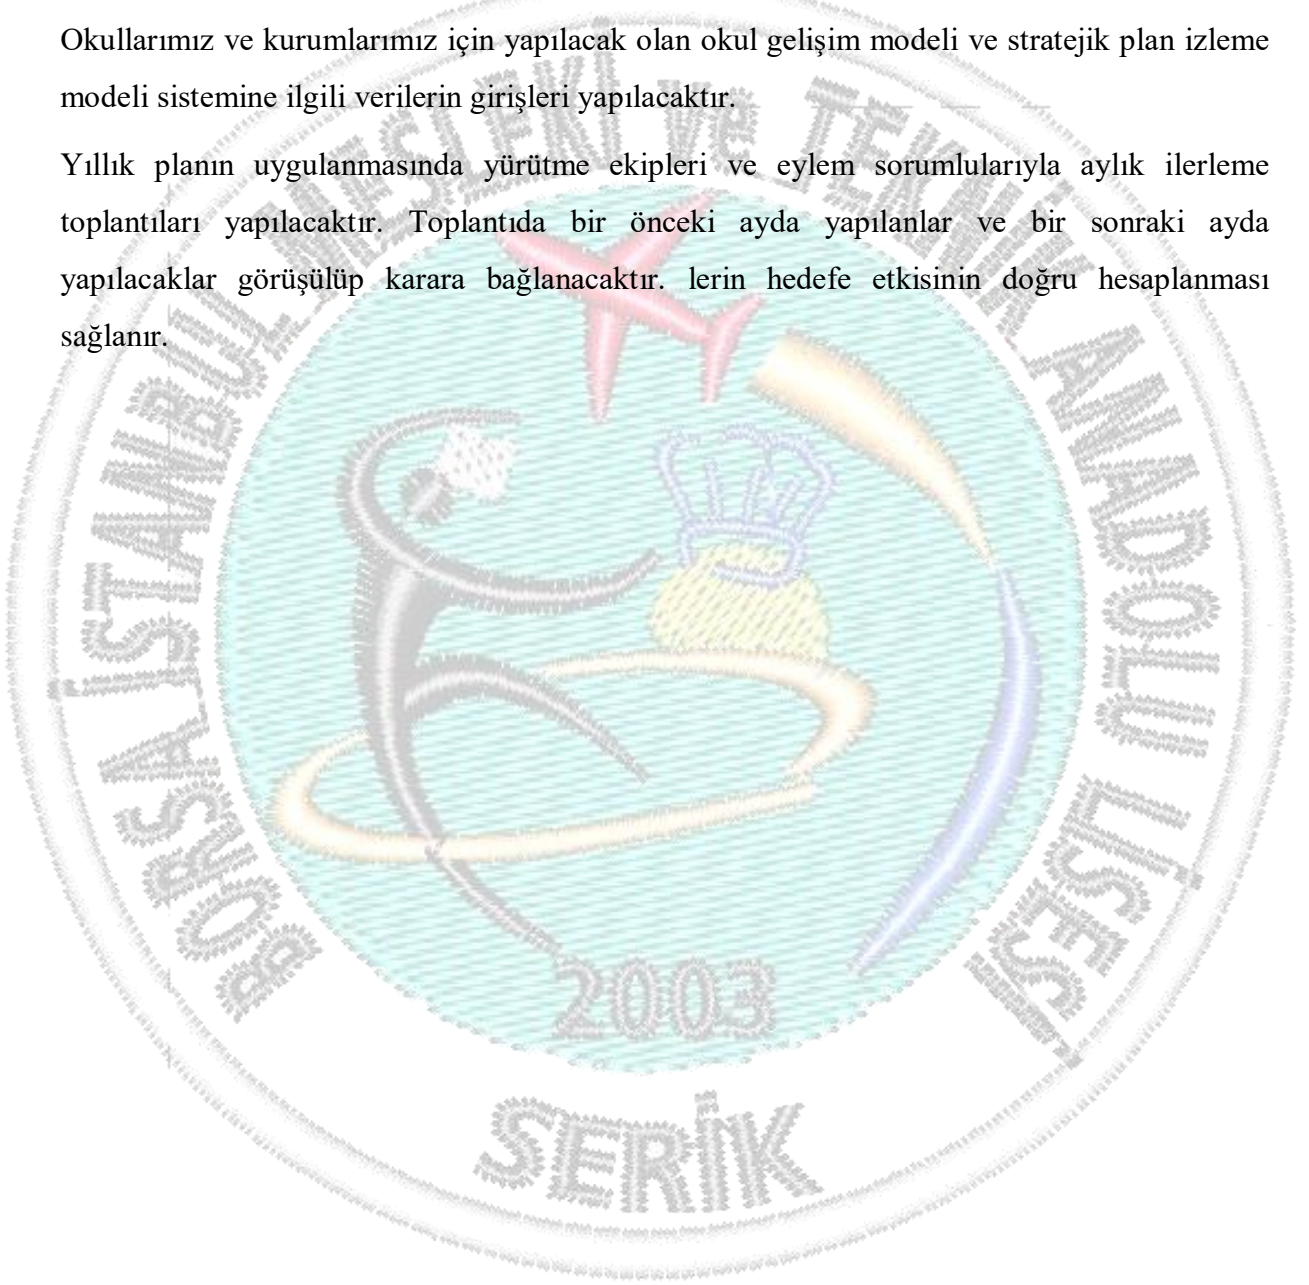 Okullarımız ve kurumlarımız için yapılacak olan okul gelişim modeli ve stratejik plan izleme
modeli sistemine ilgili verilerin girişleri yapılacaktır.
Yıllık planın uygulanmasında yürütme ekipleri ve eylem sorumlularıyla aylık ilerleme
toplantıları yapılacaktır. Toplantıda bir önceki ayda yapılanlar ve bir sonraki ayda
yapılacaklar görüşülüp karara bağlanacaktır. lerin hedefe etkisinin doğru hesaplanması
sağlanır.
BORSA İSTANBUL MESLEKİ ve TEKNİK ANADOLU LİSESİ
2003
SERİK